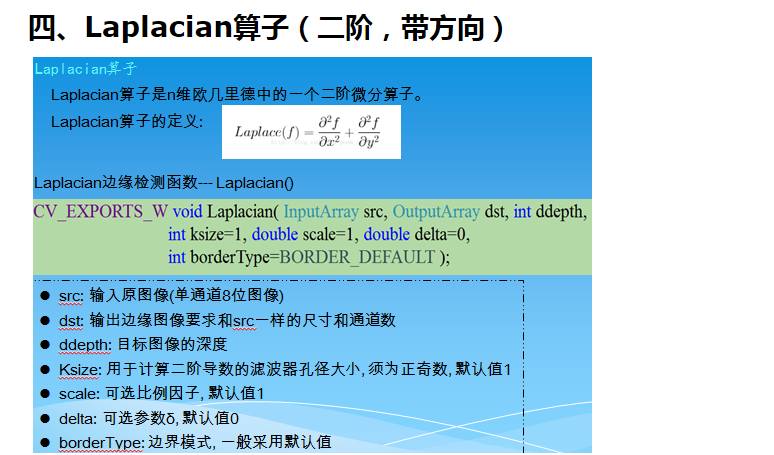 四、Laplacian算子（二阶，带方向）
Laplacian算子
Laplacian算子是n维欧几里德中的一个二阶微分算子。
Laplacian算子的定义:
Laplace(f) = ∂²f/∂x² + ∂²f/∂y²
Laplacian边缘检测函数--- Laplacian()
CV_EXPORTS_W void Laplacian( InputArray src, OutputArray dst, int ddepth,
int ksize=1, double scale=1, double delta=0,
int borderType=BORDER_DEFAULT );
● src: 输入原图像(单通道8位图像)
● dst: 输出边缘图像要求和src一样的尺寸和通道数
● ddepth: 目标图像的深度
● Ksize: 用于计算二阶导数的滤波器孔径大小, 须为正奇数, 默认值1
● scale: 可选比例因子, 默认值1
● delta: 可选参数δ, 默认值0
● borderType: 边界模式, 一般采用默认值